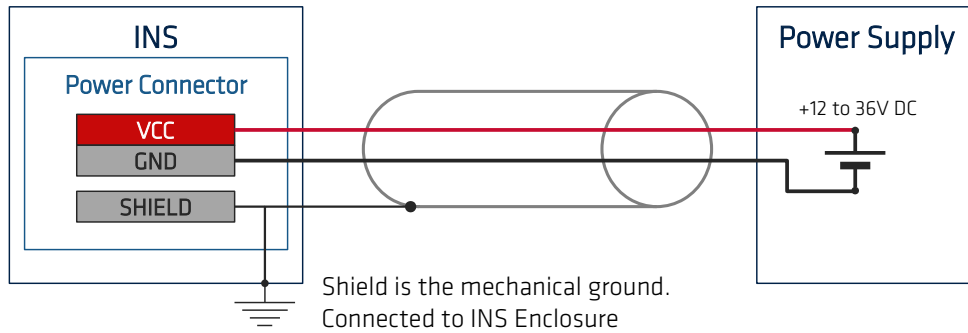 INS
Power Supply
Power Connector
+12 to 36V DC
VCC
GND
SHIELD
Shield is the mechanical ground.
Connected to INS Enclosure